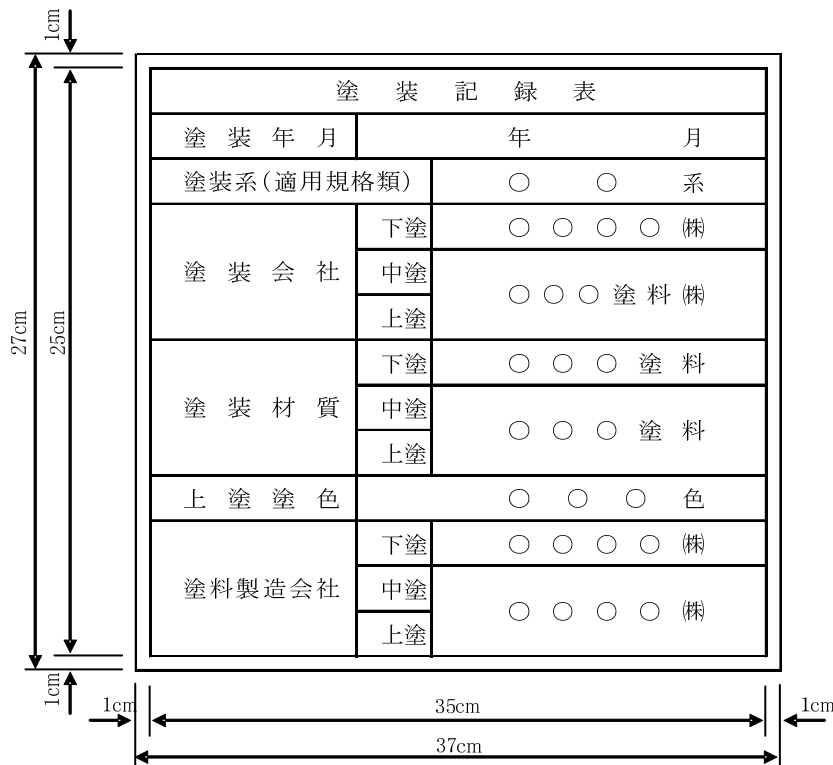 1cm
塗装記録表
塗装年月 年 月
塗装系(適用規格類) ○ ○ 系
塗装会社 下塗 ○ ○ ○ ○ ㈱
中塗 ○ ○ ○ 塗 料 ㈱
上塗
塗装材質 下塗 ○ ○ ○ 塗 料
中塗 ○ ○ ○ 塗 料
上塗
上塗塗色 ○ ○ ○ 色
塗料製造会社 下塗 ○ ○ ○ ○ ㈱
中塗 ○ ○ ○ ○ ㈱
上塗
27cm
25cm
1cm
1cm
35cm
1cm
37cm